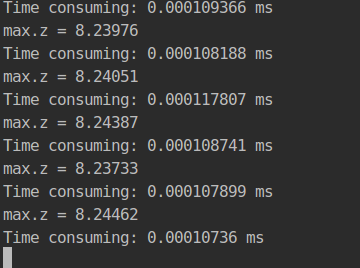 Time consuming: 0.000109366 ms
max.z = 8.23976
Time consuming: 0.000108188 ms
max.z = 8.24051
Time consuming: 0.000117807 ms
max.z = 8.24387
Time consuming: 0.000108741 ms
max.z = 8.23733
Time consuming: 0.000107899 ms
max.z = 8.24462
Time consuming: 0.00010736 ms